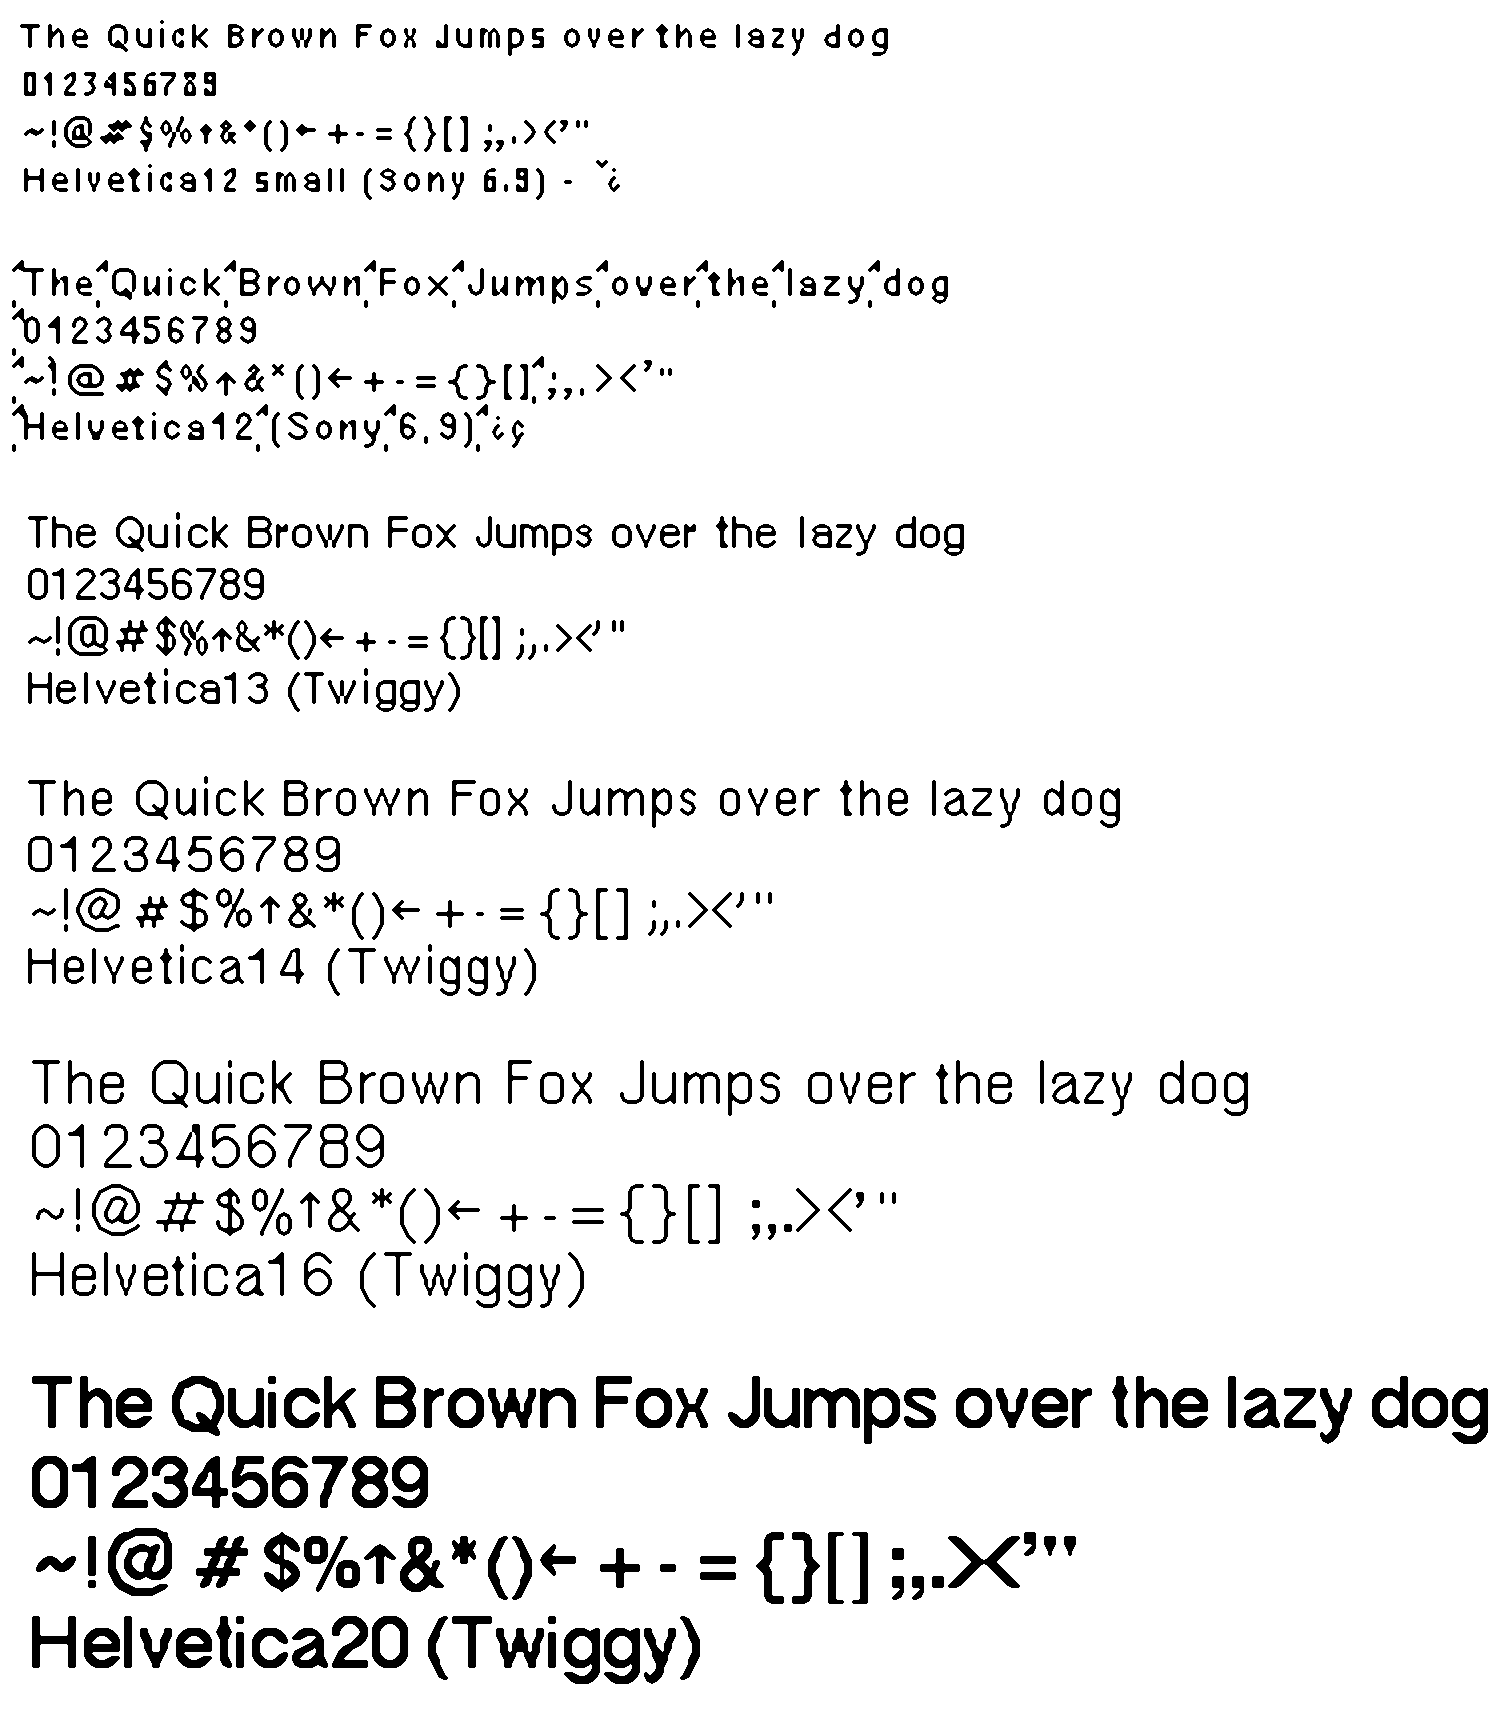 The Quick Brown Fox Jumps over the lazy dog
0123456789
~!@#$%↑&*()← + - = {}[] ;,.><'"
Helvetica12 small (Sony 6.9) - ˇ¿
The Quick Brown Fox Jumps over the lazy dog
0123456789
~!@ # $%↑&*()← + - = {}[] ;,.><'"
Helvetica12 (Sony 6,9) ¿ç
The Quick Brown Fox Jumps over the lazy dog
0123456789
~!@#$%↑&*()← + - = {}[] ;,.><'"
Helvetica13 (Twiggy)
The Quick Brown Fox Jumps over the lazy dog
0123456789
~!@ # $%↑&*()← + - = {}[] ;,.><'"
Helvetica14 (Twiggy)
The Quick Brown Fox Jumps over the lazy dog
0123456789
~!@ # $%↑& *()← + - = {}[] ;,.><'"
Helvetica16 (Twiggy)
The Quick Brown Fox Jumps over the lazy dog
0123456789
~!@ # $%↑&*()← + - = {}[] ;,.><'"
Helvetica20 (Twiggy)